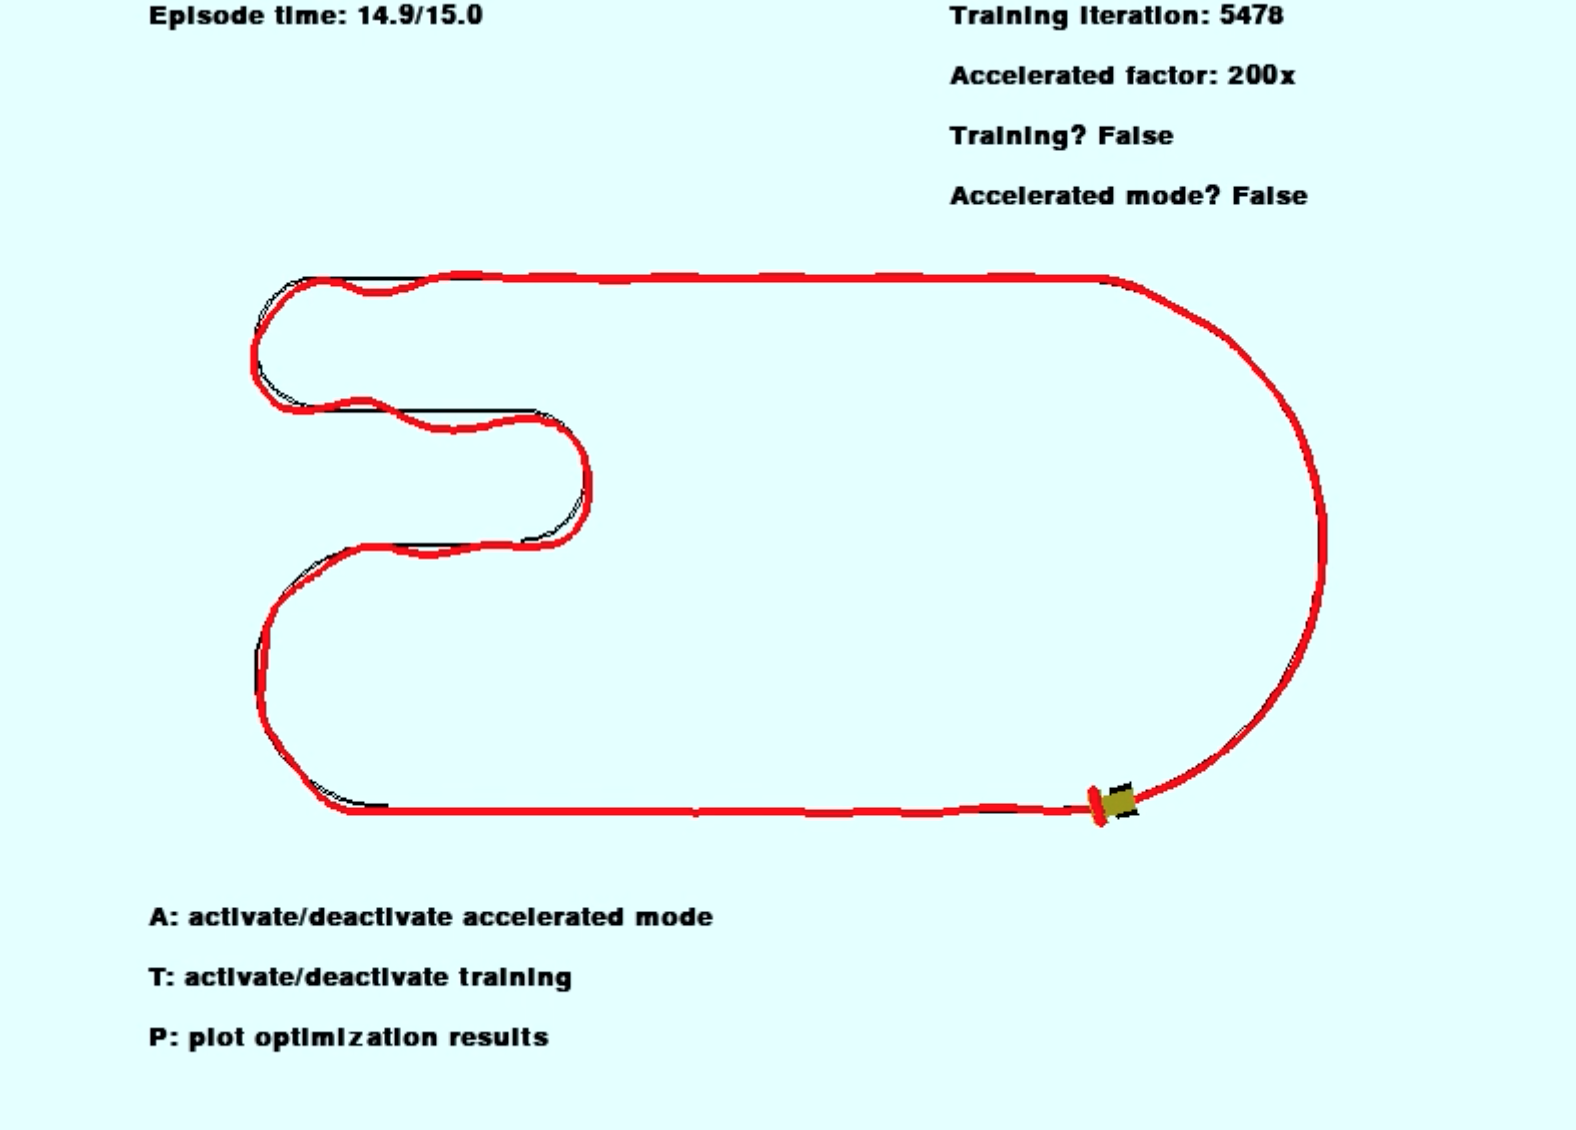 Episode time: 14.9/15.0
Training iteration: 5478
Accelerated factor: 200x
Training? False
Accelerated mode? False
A: activate/deactivate accelerated mode
T: activate/deactivate training
P: plot optimization results